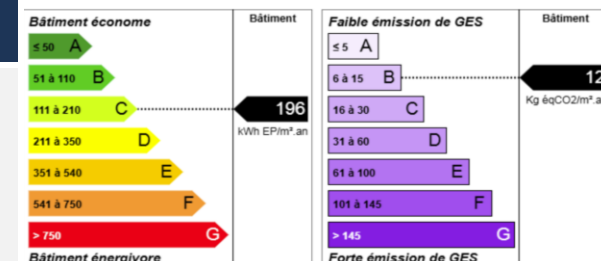 Bâtiment économe
Bâtiment
≤ 50 A
51 à 110 B
111 à 210 C
196
kWh EP/m².an
211 à 350 D
351 à 540 E
541 à 750 F
> 750 G
Bâtiment énergivore
Faible émission de GES
Bâtiment
≤ 5 A
6 à 15 B
12
Kg éqCO2/m².a
16 à 30 C
31 à 60 D
61 à 100 E
101 à 145 F
> 145 G
Forte émission de GES